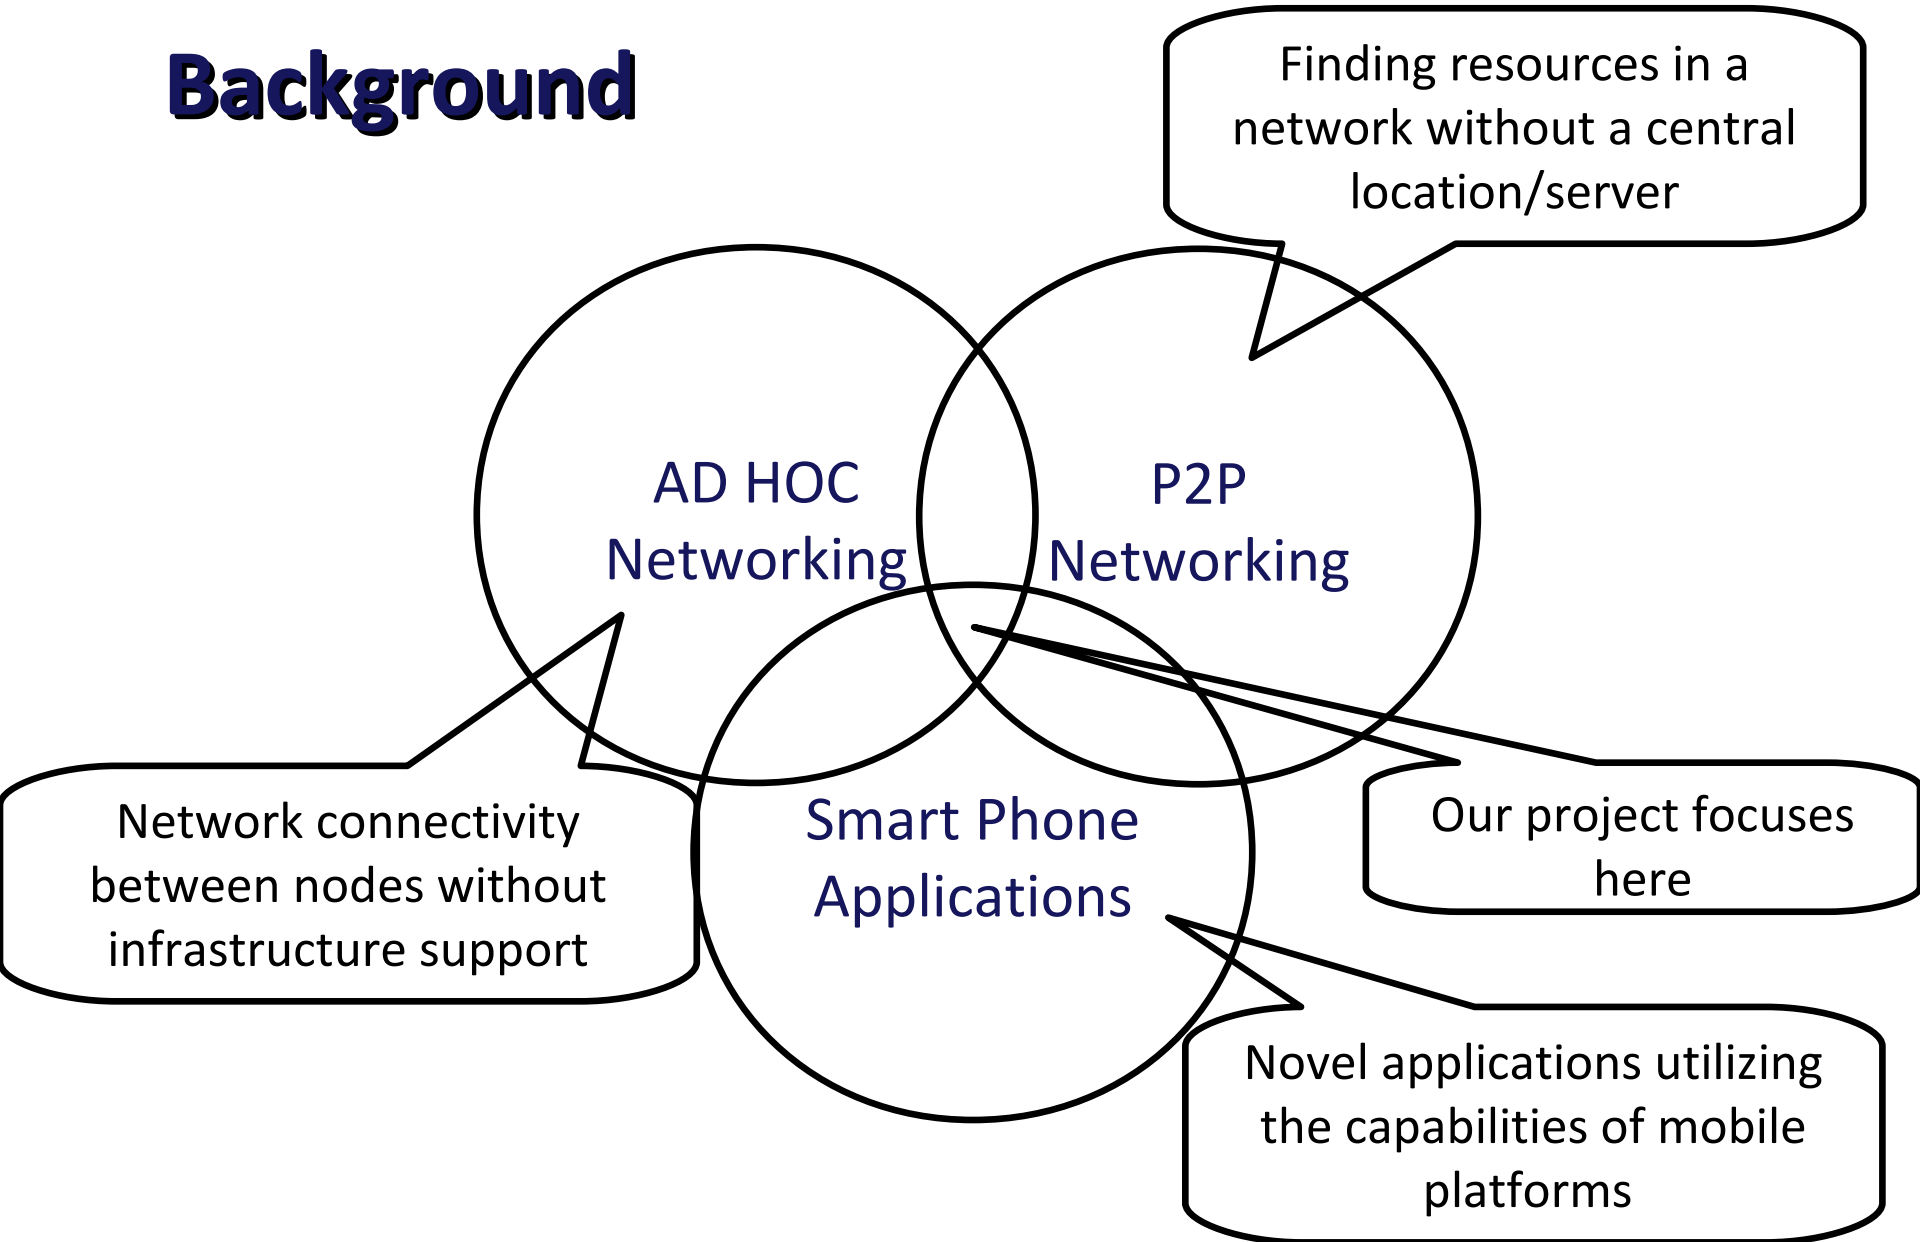 Background
Finding resources in a
network without a central
location/server
AD HOC
Networking
P2P
Networking
Network connectivity
between nodes without
infrastructure support
Smart Phone
Applications
Our project focuses
here
Novel applications utilizing
the capabilities of mobile
platforms